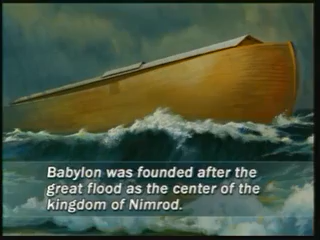 Babylon was founded after the
great flood as the center of the
kingdom of Nimrod.